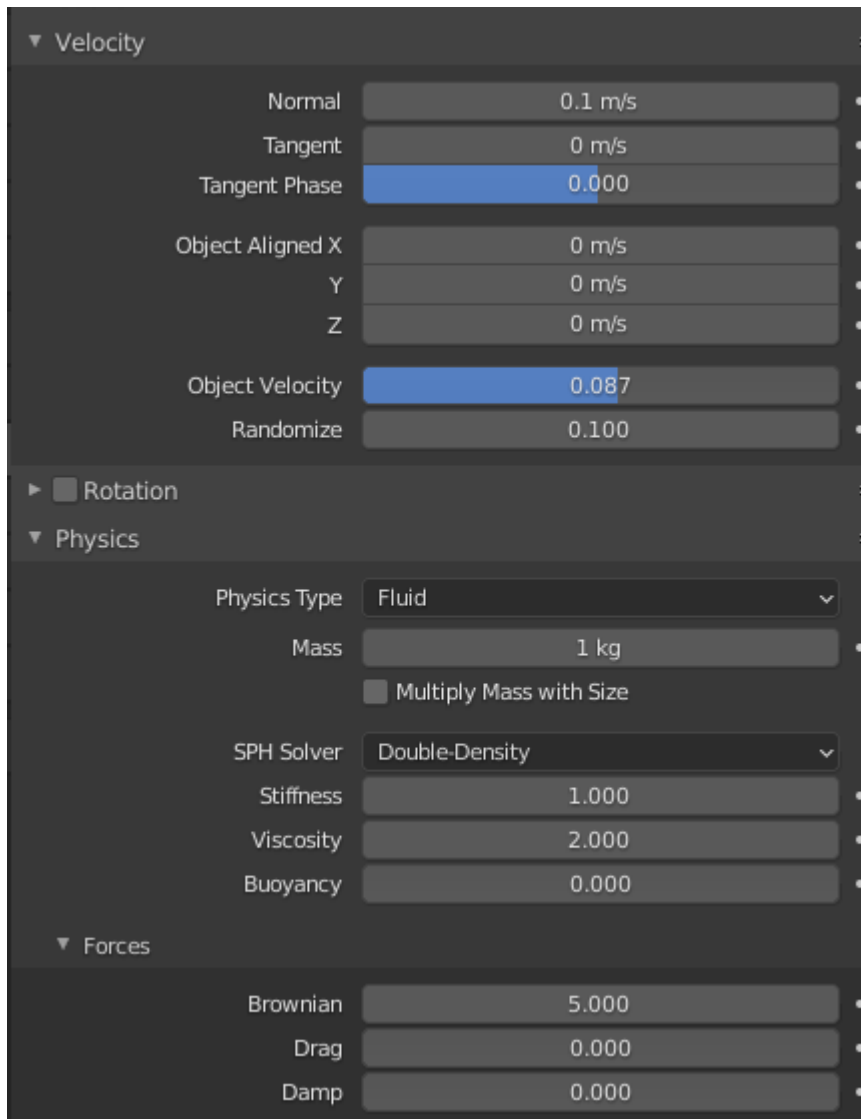 Velocity
Normal 0.1 m/s
Tangent 0 m/s
Tangent Phase 0.000
Object Aligned X 0 m/s
Y 0 m/s
Z 0 m/s
Object Velocity 0.087
Randomize 0.100
Rotation
Physics
Physics Type Fluid
Mass 1 kg
Multiply Mass with Size
SPH Solver Double-Density
Stiffness 1.000
Viscosity 2.000
Buoyancy 0.000
Forces
Brownian 5.000
Drag 0.000
Damp 0.000